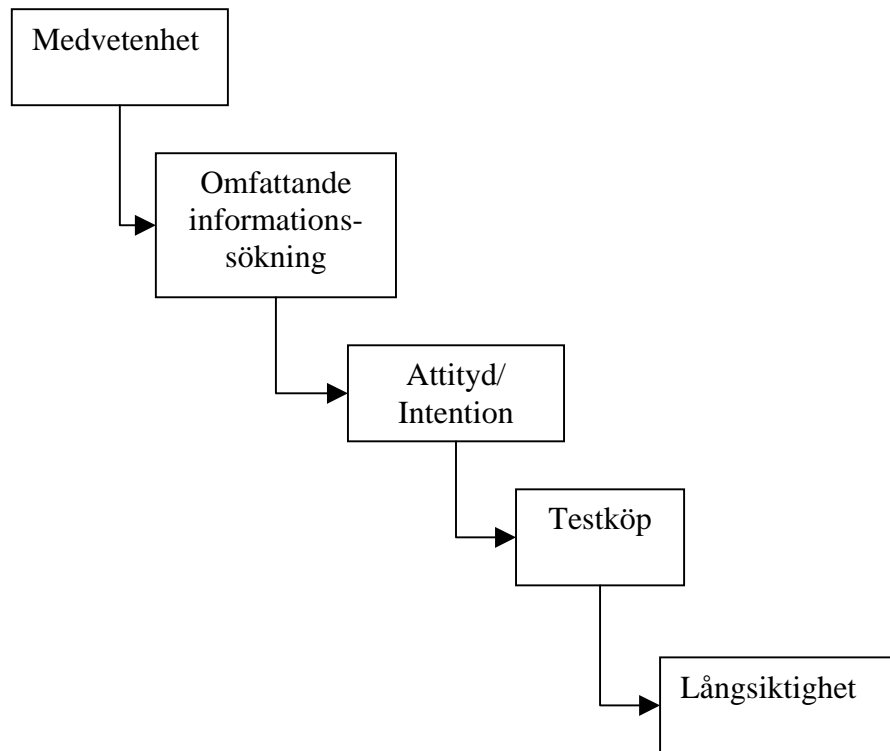 Medvetenhet
Omfattande
informations-
sökning
Attityd/
Intention
Testköp
Långsiktighet